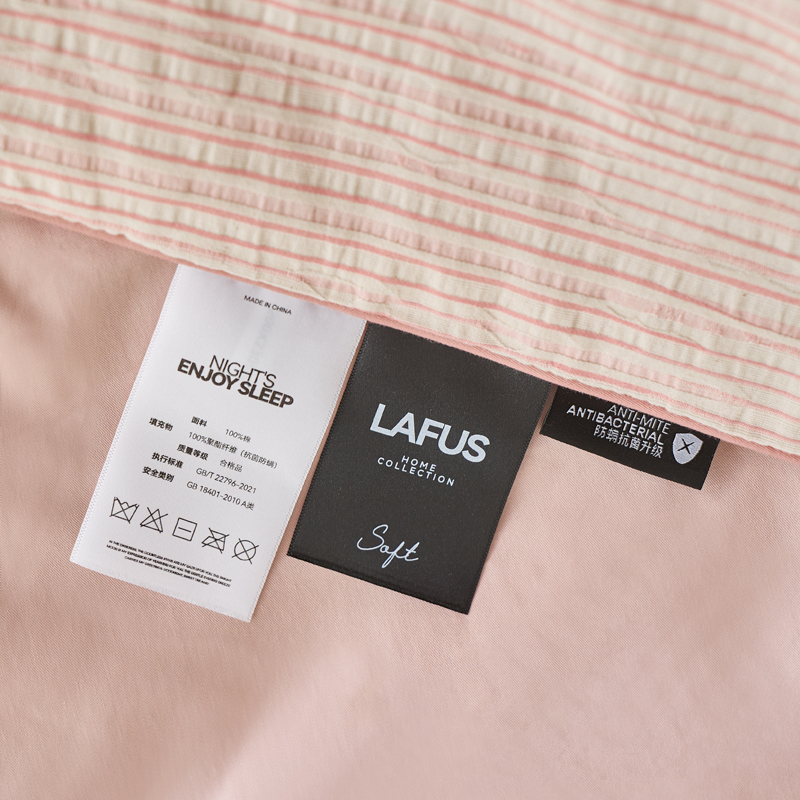 MADE IN CHINA
NIGHT'S
ENJOY SLEEP
面料 100%棉
填充物 100%聚酯纤维（抗菌防螨）
质量等级 合格品
执行标准 GB/T 22796-2021
安全类别 GB 18401-2010 A类
LAFUS
HOME
COLLECTION
Soft
ANTI-MITE
ANTIBACTERIAL
防螨抗菌升级